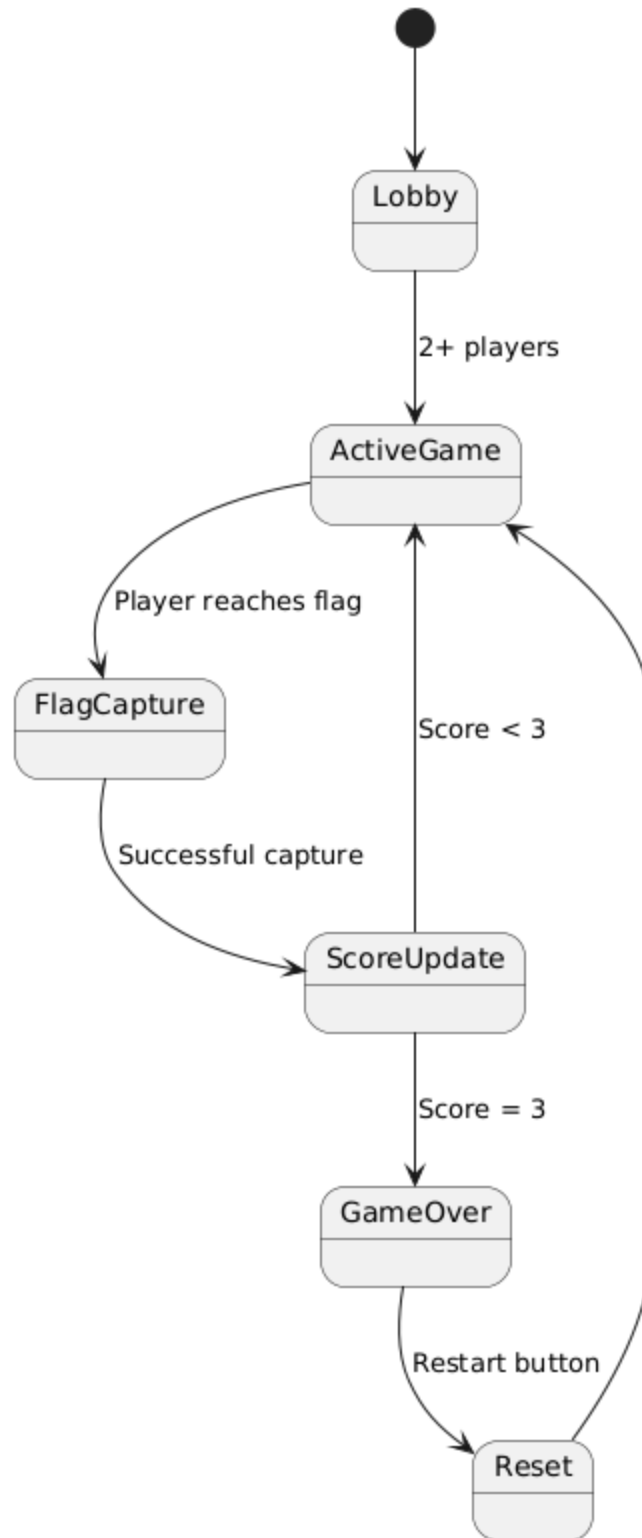 Lobby
2+ players
ActiveGame
Player reaches flag
FlagCapture
Score < 3
Successful capture
ScoreUpdate
Score = 3
GameOver
Restart button
Reset